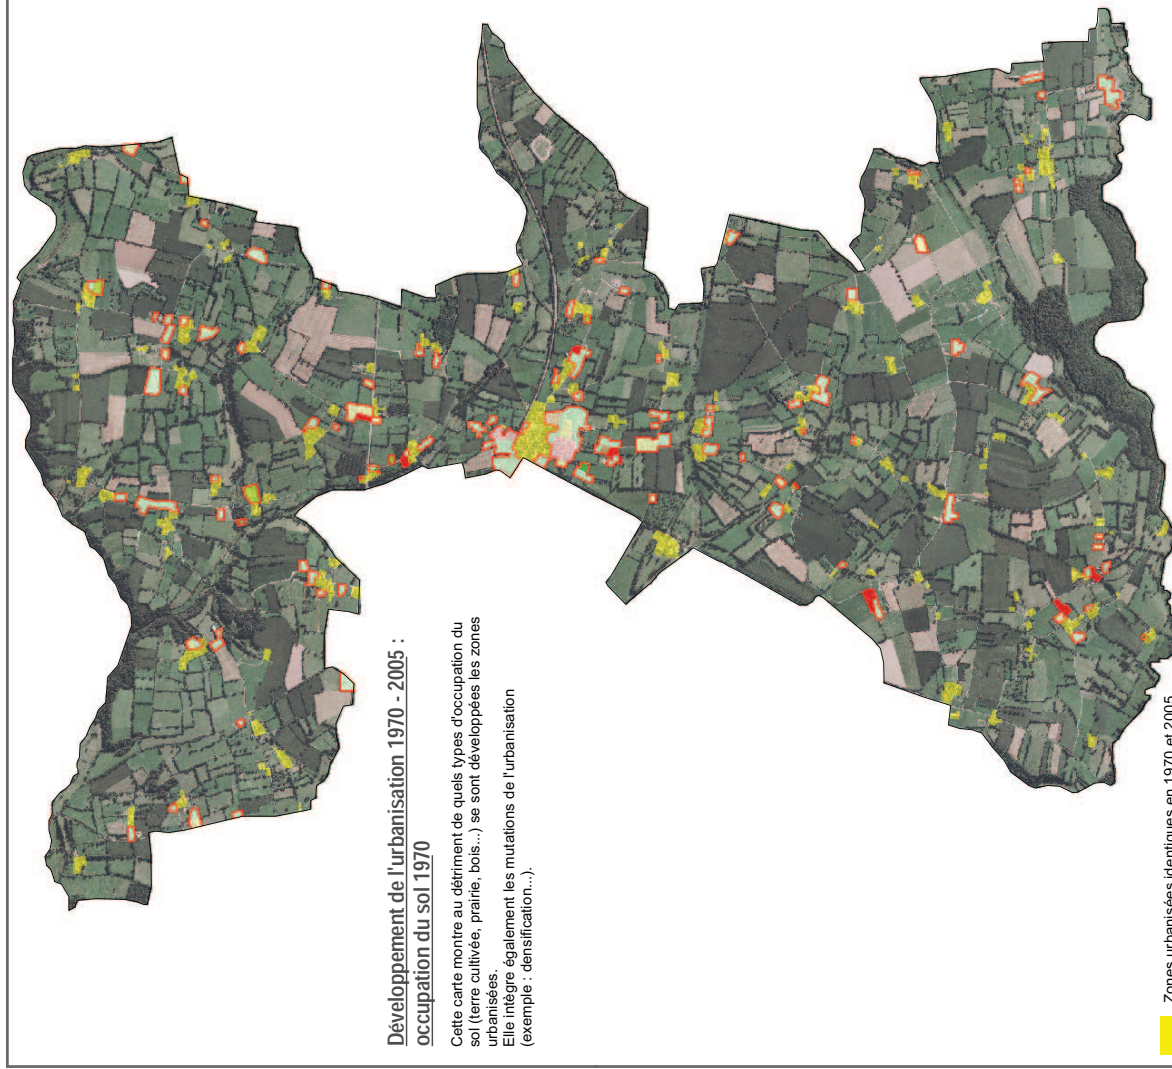 Développement de l'urbanisation 1970 - 2005 :
occupation du sol 1970
Cette carte montre au détriment de quels types d'occupation du
sol (terre cultivée, prairie, bois...) se sont développées les zones
urbanisées.
Elle intègre également les mutations de l'urbanisation
(exemple : densification...).
Zones urbanisées identiques en 1970 et 2005